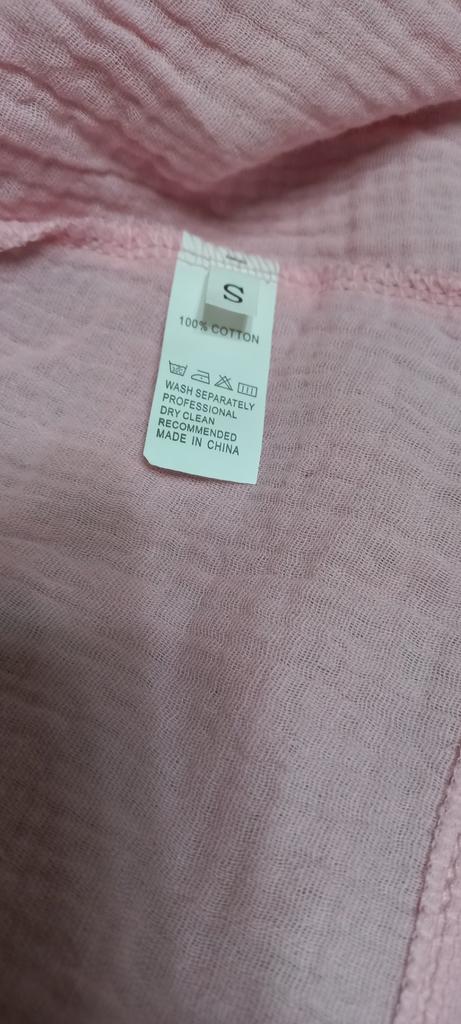 S
100% COTTON
WASH SEPARATELY
PROFESSIONAL
DRY CLEAN
RECOMMENDED
MADE IN CHINA